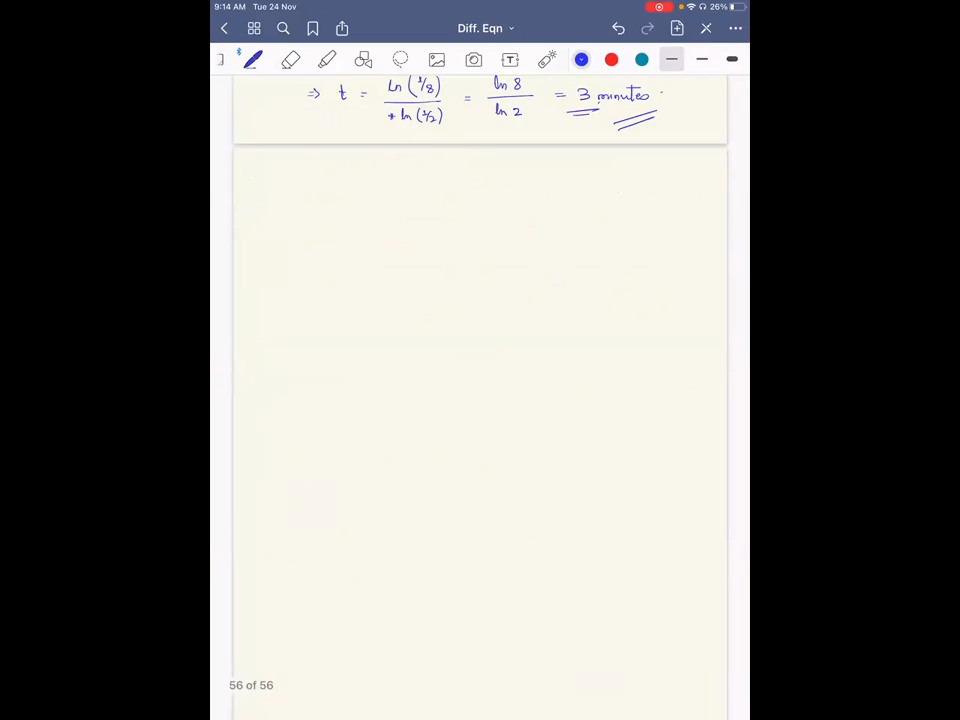 9:14 AM Tue 24 Nov 26%
Diff. Eqn
T
⇒ t = ln (1/8) / + ln (1/2) = ln 8 / ln 2 = 3 minutes.
56 of 56